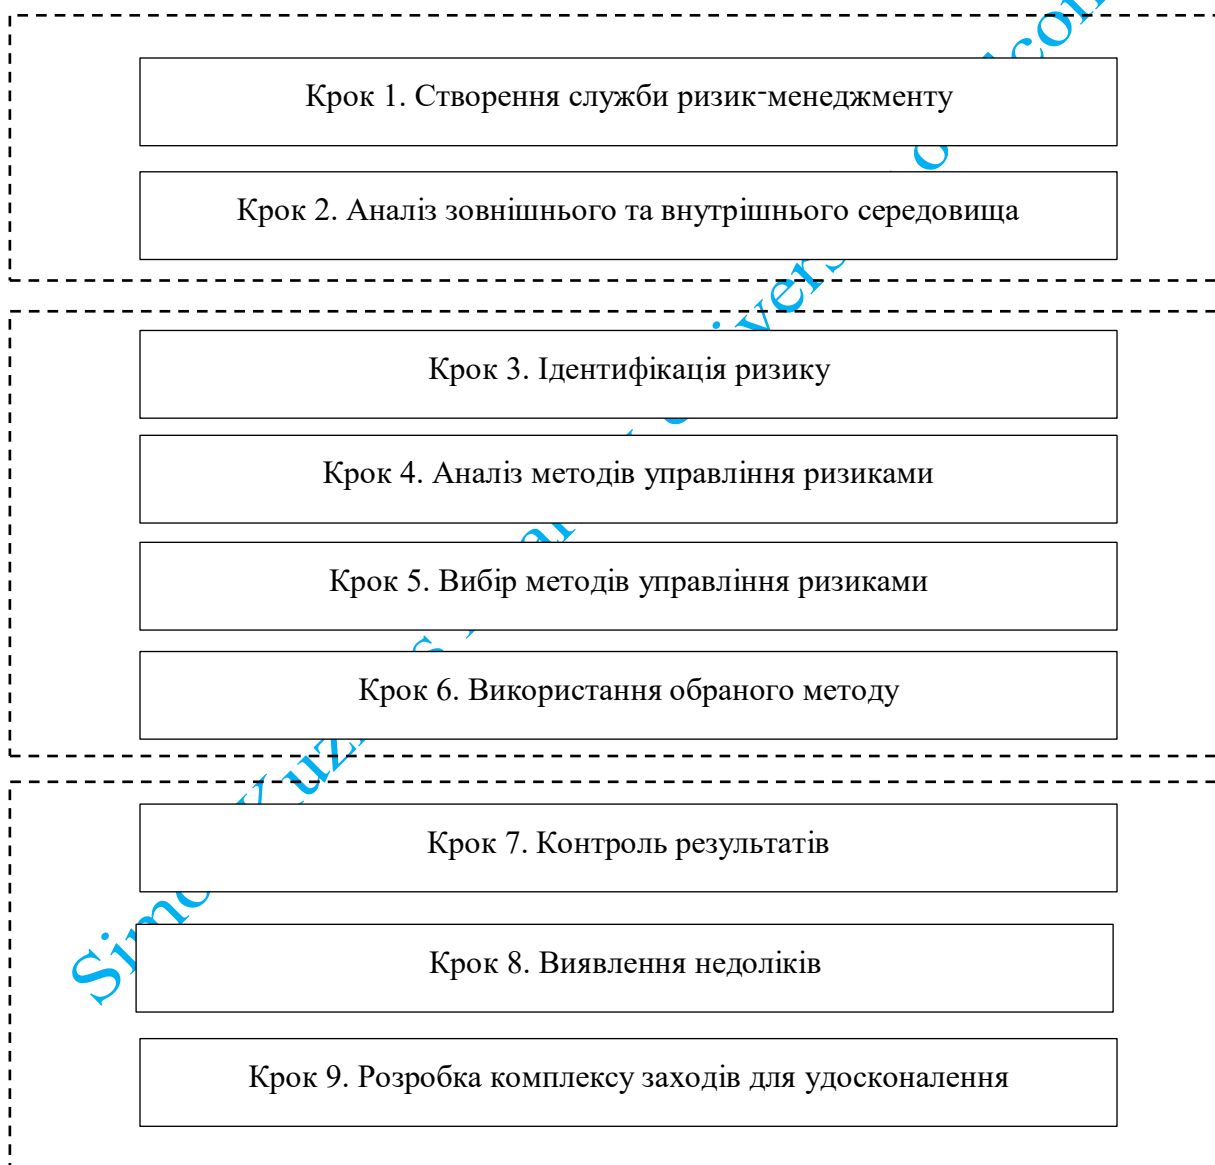 Крок 1. Створення служби ризик-менеджменту
Крок 2. Аналіз зовнішнього та внутрішнього середовища
Крок 3. Ідентифікація ризику
Крок 4. Аналіз методів управління ризиками
Крок 5. Вибір методів управління ризиками
Крок 6. Використання обраного методу
Крок 7. Контроль результатів
Крок 8. Виявлення недоліків
Крок 9. Розробка комплексу заходів для удосконалення